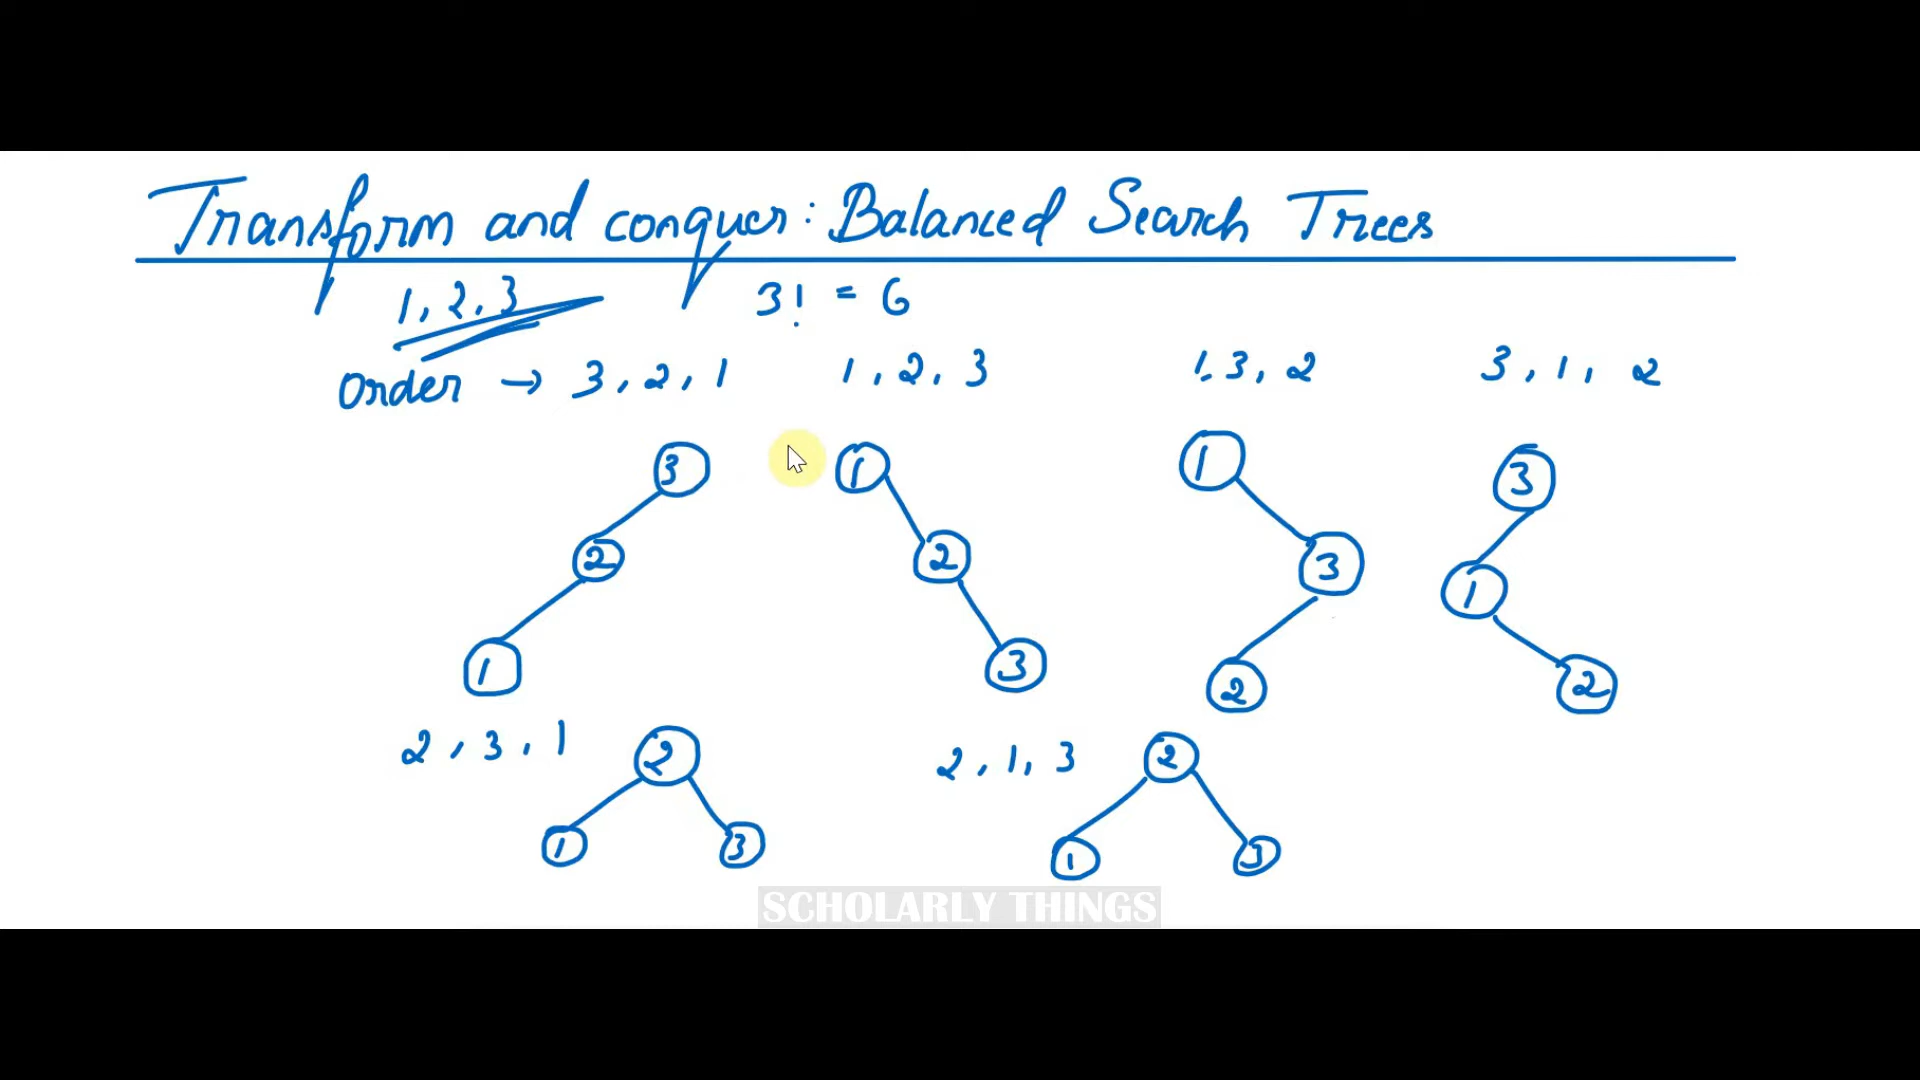 Transform and conquer: Balanced Search Trees
1, 2, 3 3! = 6
Order → 3, 2, 1 1, 2, 3 1. 3, 2 3, 1, 2
3 1 1 3
2 2 3 1
1 3 2 2
2, 3, 1 2 2, 1, 3 2
1 3 1 3
SCHOLARLY THINGS